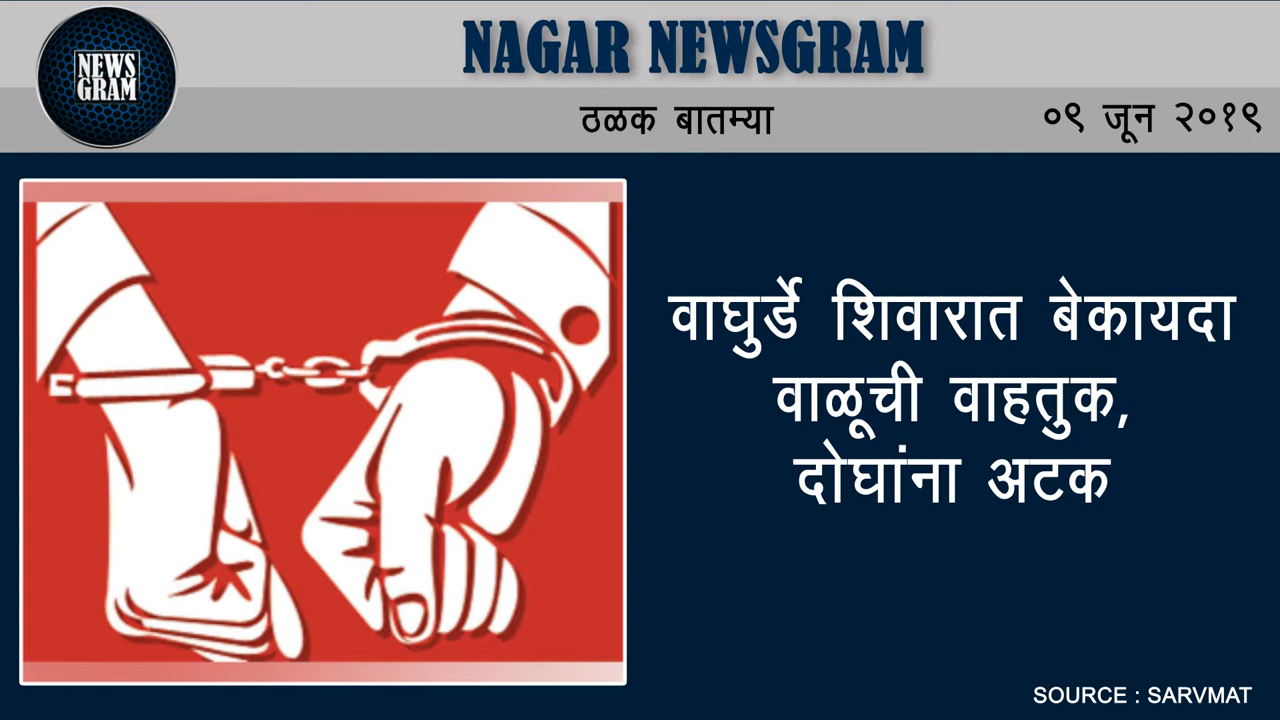 NEWS
GRAM
NAGAR NEWSGRAM
ठळक बातम्या
०९ जून २०१९
वाघुर्डे शिवारात बेकायदा
वाळूची वाहतुक,
दोघांना अटक
SOURCE : SARVMAT